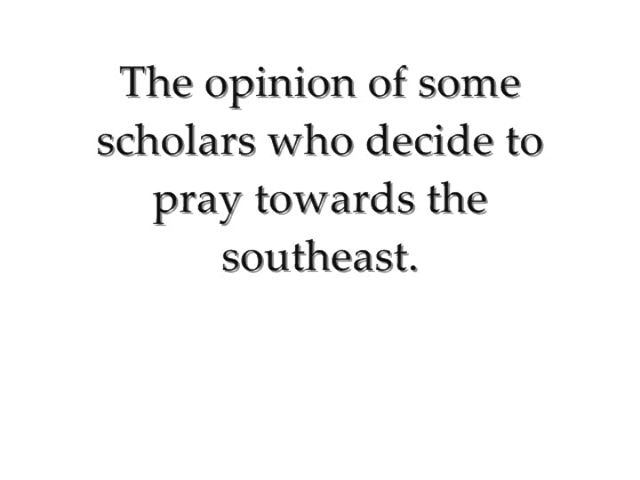 The opinion of some
scholars who decide to
pray towards the
southeast.